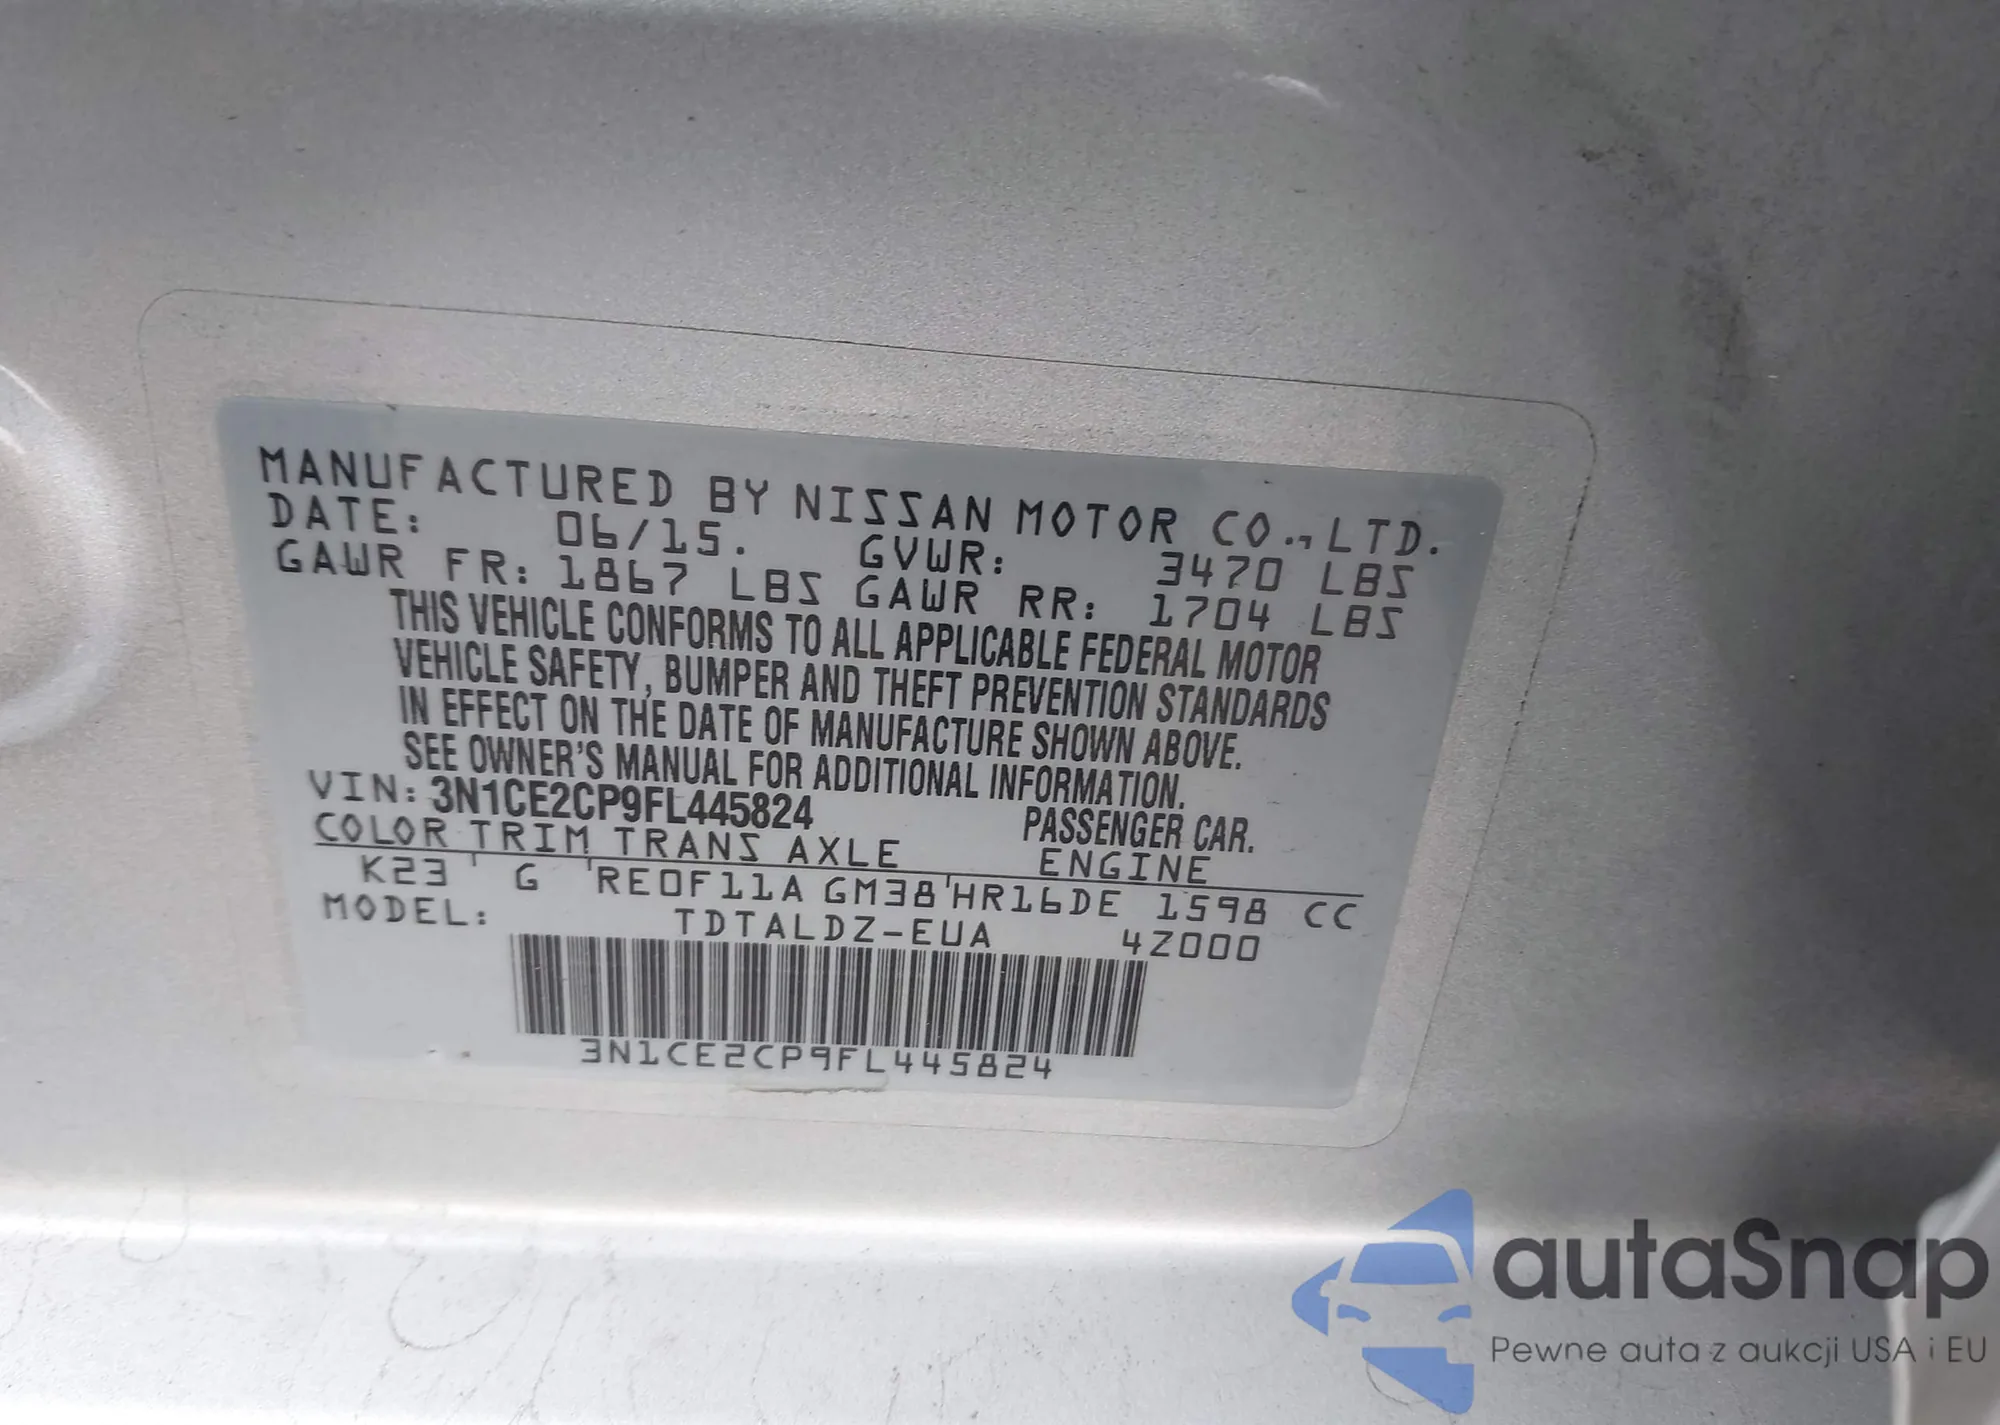 MANUFACTURED BY NISSAN MOTOR CO., LTD.
DATE: 06/15. GVWR: 3470 LBS
GAWR FR: 1867 LBS GAWR RR: 1704 LBS
THIS VEHICLE CONFORMS TO ALL APPLICABLE FEDERAL MOTOR
VEHICLE SAFETY, BUMPER AND THEFT PREVENTION STANDARDS
IN EFFECT ON THE DATE OF MANUFACTURE SHOWN ABOVE.
SEE OWNER'S MANUAL FOR ADDITIONAL INFORMATION.
VIN: 3N1CE2CP9FL445824 PASSENGER CAR.
COLOR TRIM TRANS AXLE ENGINE
K23 G RE0F11A GM38 HR16DE 1598 CC
MODEL: TDTALDZ-EUA 4Z000
3N1CE2CP9FL445824
autaSnap
Pewne auta z aukcji USA i EU